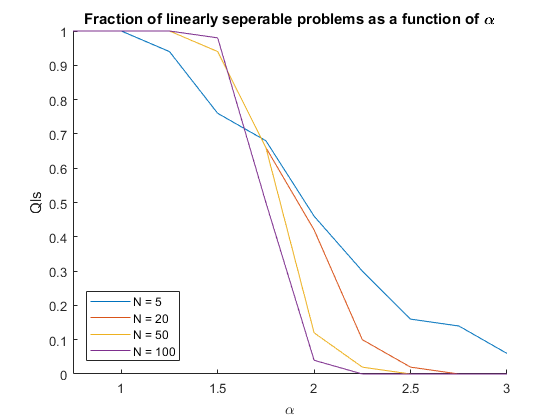 Fraction of linearly seperable problems as a function of α
1
0.9
0.8
0.7
0.6
0.5
0.4
0.3
0.2
0.1
0
Qls
N = 5
N = 20
N = 50
N = 100
1
1.5
2
2.5
3
α